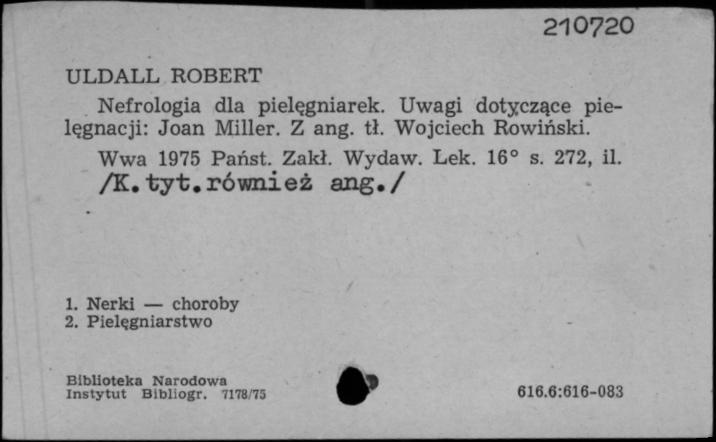 210720
ULDALL ROBERT
Nefrologia dla pielęgniarek. Uwagi dotyczące pie-
lęgnacji: Joan Miller. Z ang. tł. Wojciech Rowiński.
Wwa 1975 Państ. Zakł. Wydaw. Lek. 16° s. 272, il.
/K.tyt.również ang./
1. Nerki — choroby
2. Pielęgniarstwo
Biblioteka Narodowa
Instytut Bibliogr. 7178/75
616.6:616-083